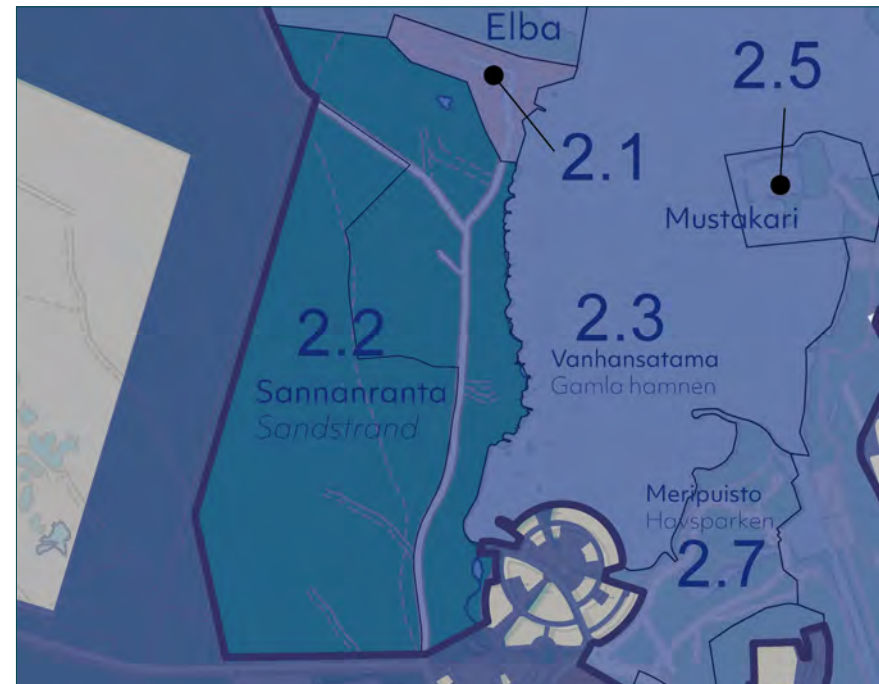 Elba
2.5
2.1
Mustakari
2.3
2.2
Vanhansatama
Gamla hamnen
Sannanranta
Sandstrand
Meripuisto
Havsparken
2.7